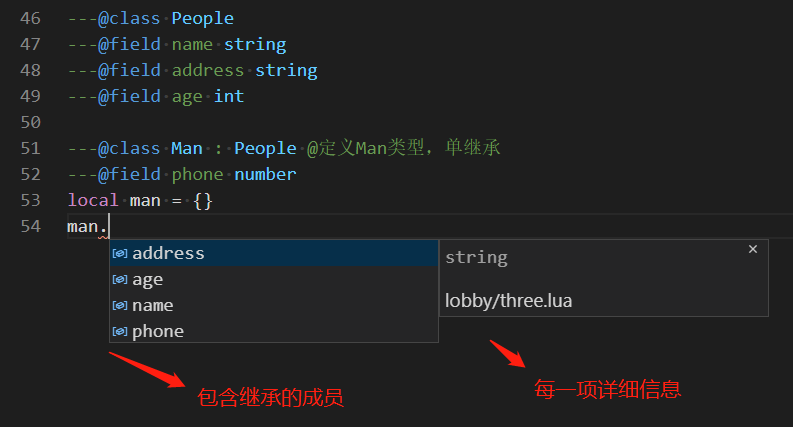 46 ---@class People
47 ---@field name string
48 ---@field address string
49 ---@field age int
50
51 ---@class Man : People @定义Man类型，单继承
52 ---@field phone number
53 local man = {}
54 man.
address
age
name
phone
string
×
lobby/three.lua
包含继承的成员
每一项详细信息